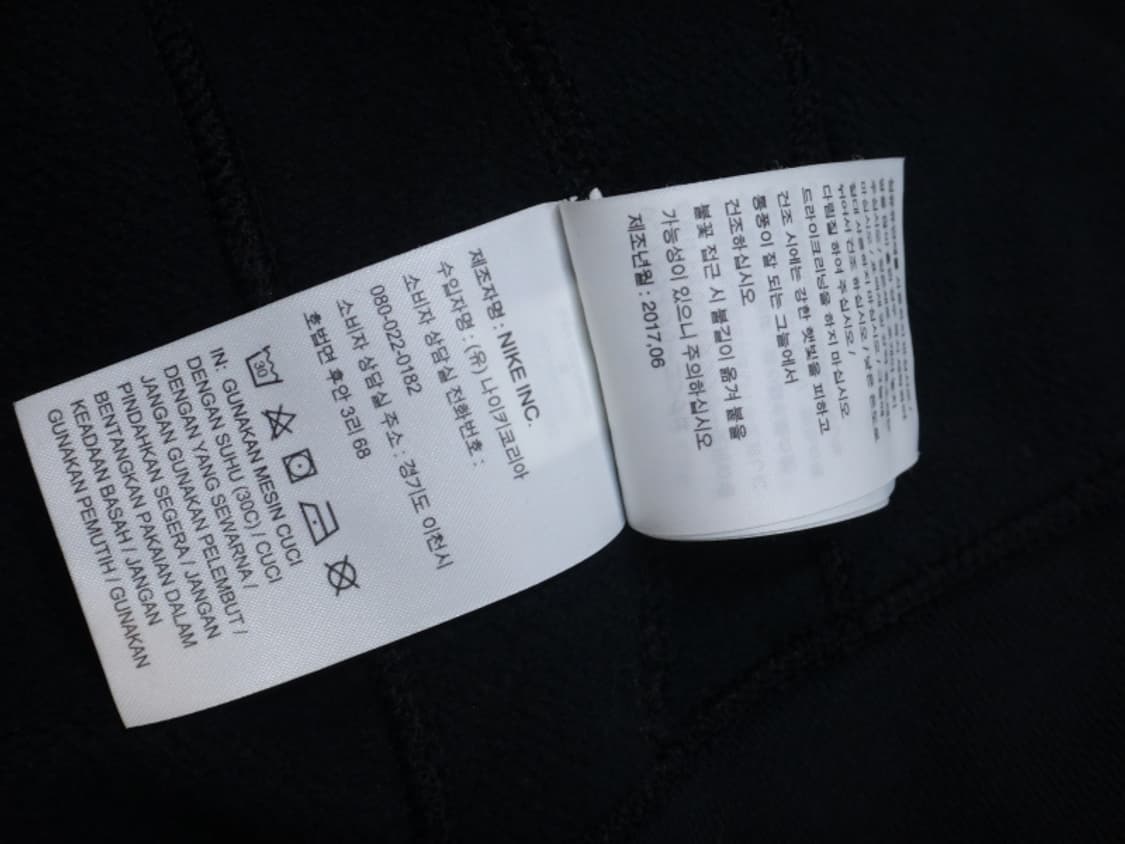 다림질 하여 주십시오 /
드라이크리닝을 하지 마십시오
건조 시에는 강한 햇빛을 피하고
통풍이 잘 되는 그늘에서
건조하십시오
불꽃 접근 시 불길이 옮겨 붙을
가능성이 있으니 주의하십시오
제조년월 : 2017,06
제조자명 : NIKE INC.
수입자명 : (유) 나이키코리아
소비자 상담실 전화번호 :
080-022-0182
소비자 상담실 주소 : 경기도 이천시
호법면 후안 3리 68
30
IN: GUNAKAN MESIN CUCI
DENGAN SUHU (30C) / CUCI
DENGAN YANG SEWARNA /
JANGAN GUNAKAN PELEMBUT /
PINDAHKAN SEGERA / JANGAN
BENTANGKAN PAKAIAN DALAM
KEADAAN BASAH / JANGAN
GUNAKAN PEMUTIH / GUNAKAN